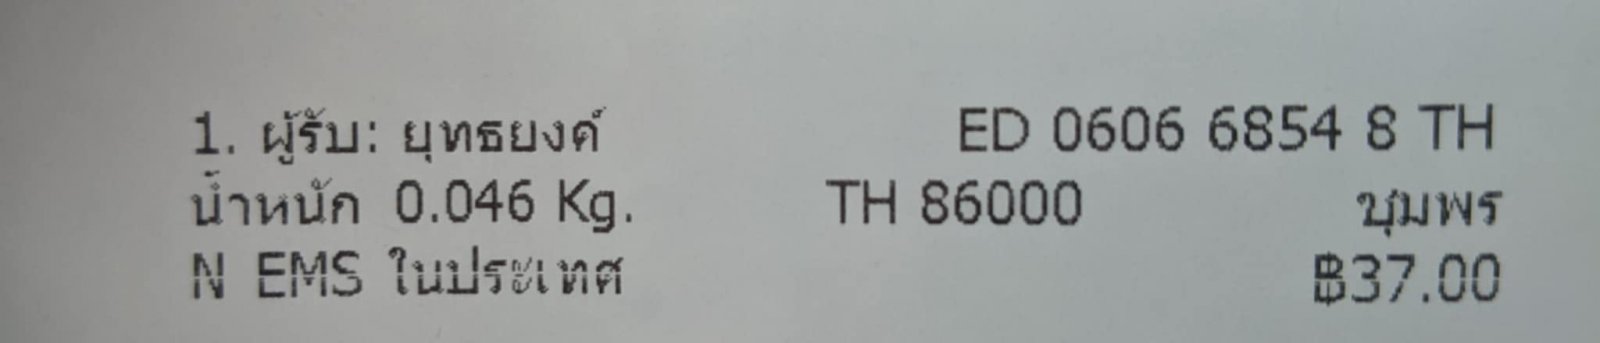 1. ผู้รับ: ยุทธยงค์ ED 0606 6854 8 TH
น้ำหนัก 0.046 Kg. TH 86000 ชุมพร
N EMS ในประเทศ ฿37.00